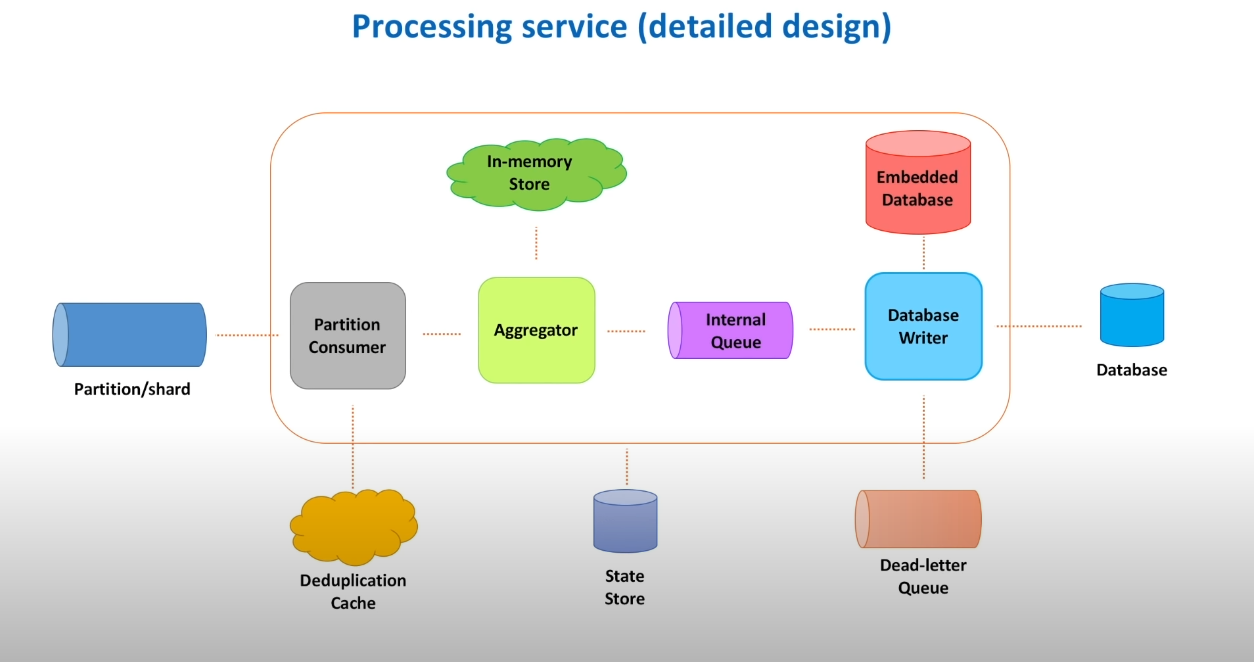 Processing service (detailed design)
In-memory
Store
Embedded
Database
Partition
Consumer
Aggregator
Internal
Queue
Database
Writer
Partition/shard
Database
Deduplication
Cache
State
Store
Dead-letter
Queue